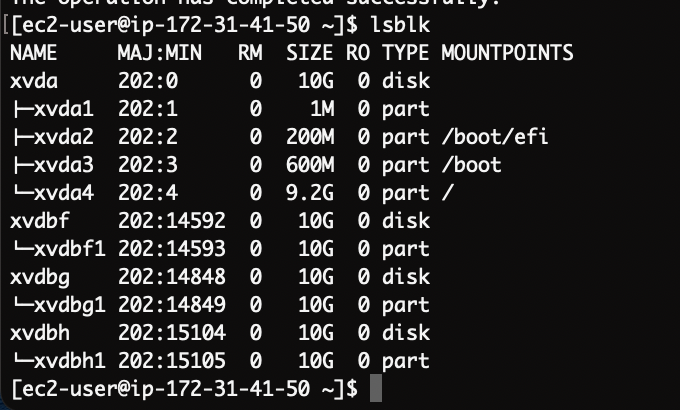 The operation has completed successfully.
[[ec2-user@ip-172-31-41-50 ~]$ lsblk
NAME MAJ:MIN RM SIZE RO TYPE MOUNTPOINTS
xvda 202:0 0 10G 0 disk
├─xvda1 202:1 0 1M 0 part
├─xvda2 202:2 0 200M 0 part /boot/efi
├─xvda3 202:3 0 600M 0 part /boot
└─xvda4 202:4 0 9.2G 0 part /
xvdbf 202:14592 0 10G 0 disk
└─xvdbf1 202:14593 0 10G 0 part
xvdbg 202:14848 0 10G 0 disk
└─xvdbg1 202:14849 0 10G 0 part
xvdbh 202:15104 0 10G 0 disk
└─xvdbh1 202:15105 0 10G 0 part
[ec2-user@ip-172-31-41-50 ~]$